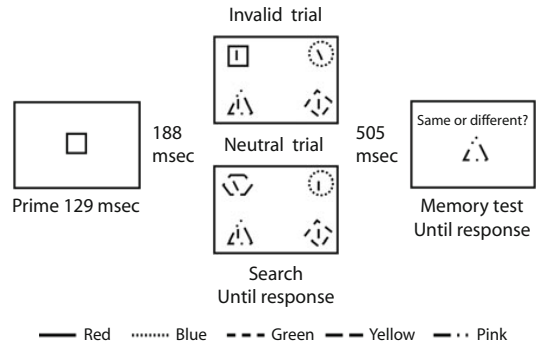 Invalid trial
188
msec
Prime 129 msec
Neutral trial
Search
Until response
505
msec
Same or different?
Memory test
Until response
Red
Blue
Green
Yellow
Pink